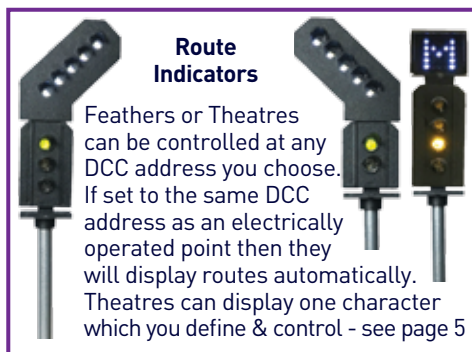 Route
Indicators
M
Feathers or Theatres
can be controlled at any
DCC address you choose.
If set to the same DCC
address as an electrically
operated point then they
will display routes automatically.
Theatres can display one character
which you define & control - see page 5